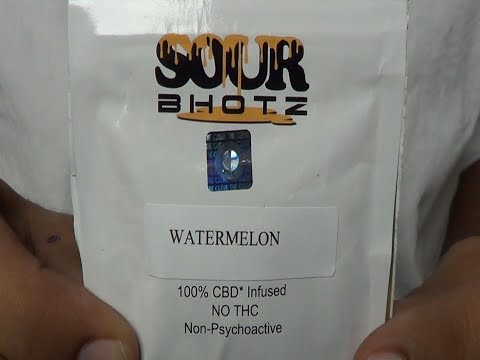 SOUR
BHOTZ
WATERMELON
100% CBD* Infused
NO THC
Non-Psychoactive